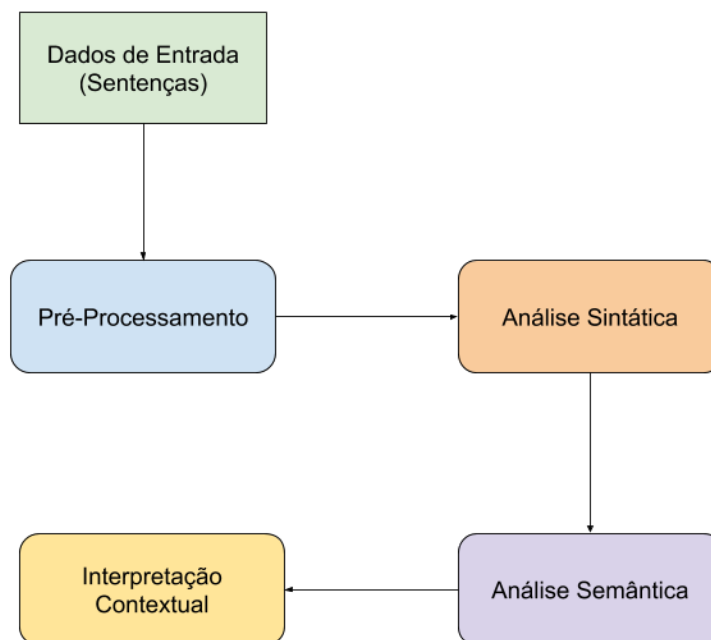 Dados de Entrada
(Sentenças)
Pré-Processamento
Análise Sintática
Interpretação
Contextual
Análise Semântica